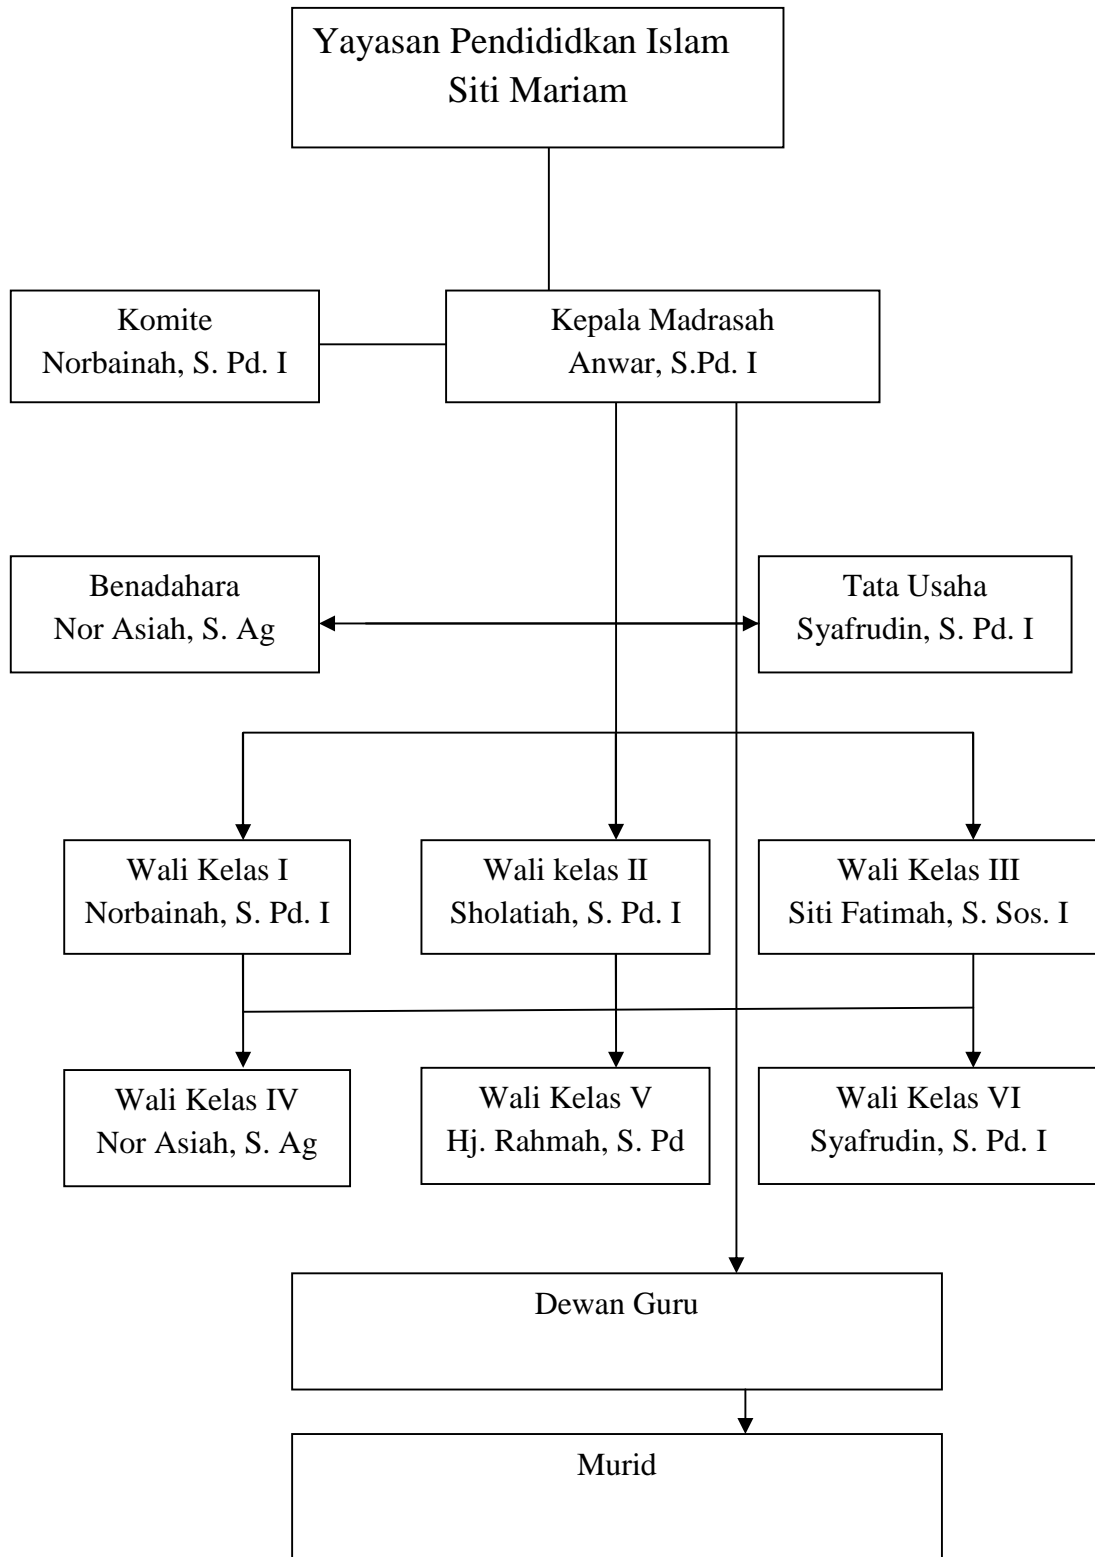 Yayasan Pendididkan Islam
Siti Mariam
Komite
Norbainah, S. Pd. I
Kepala Madrasah
Anwar, S.Pd. I
Benadahara
Nor Asiah, S. Ag
Tata Usaha
Syafrudin, S. Pd. I
Wali Kelas I
Norbainah, S. Pd. I
Wali kelas II
Sholatiah, S. Pd. I
Wali Kelas III
Siti Fatimah, S. Sos. I
Wali Kelas IV
Nor Asiah, S. Ag
Wali Kelas V
Hj. Rahmah, S. Pd
Wali Kelas VI
Syafrudin, S. Pd. I
Dewan Guru
Murid